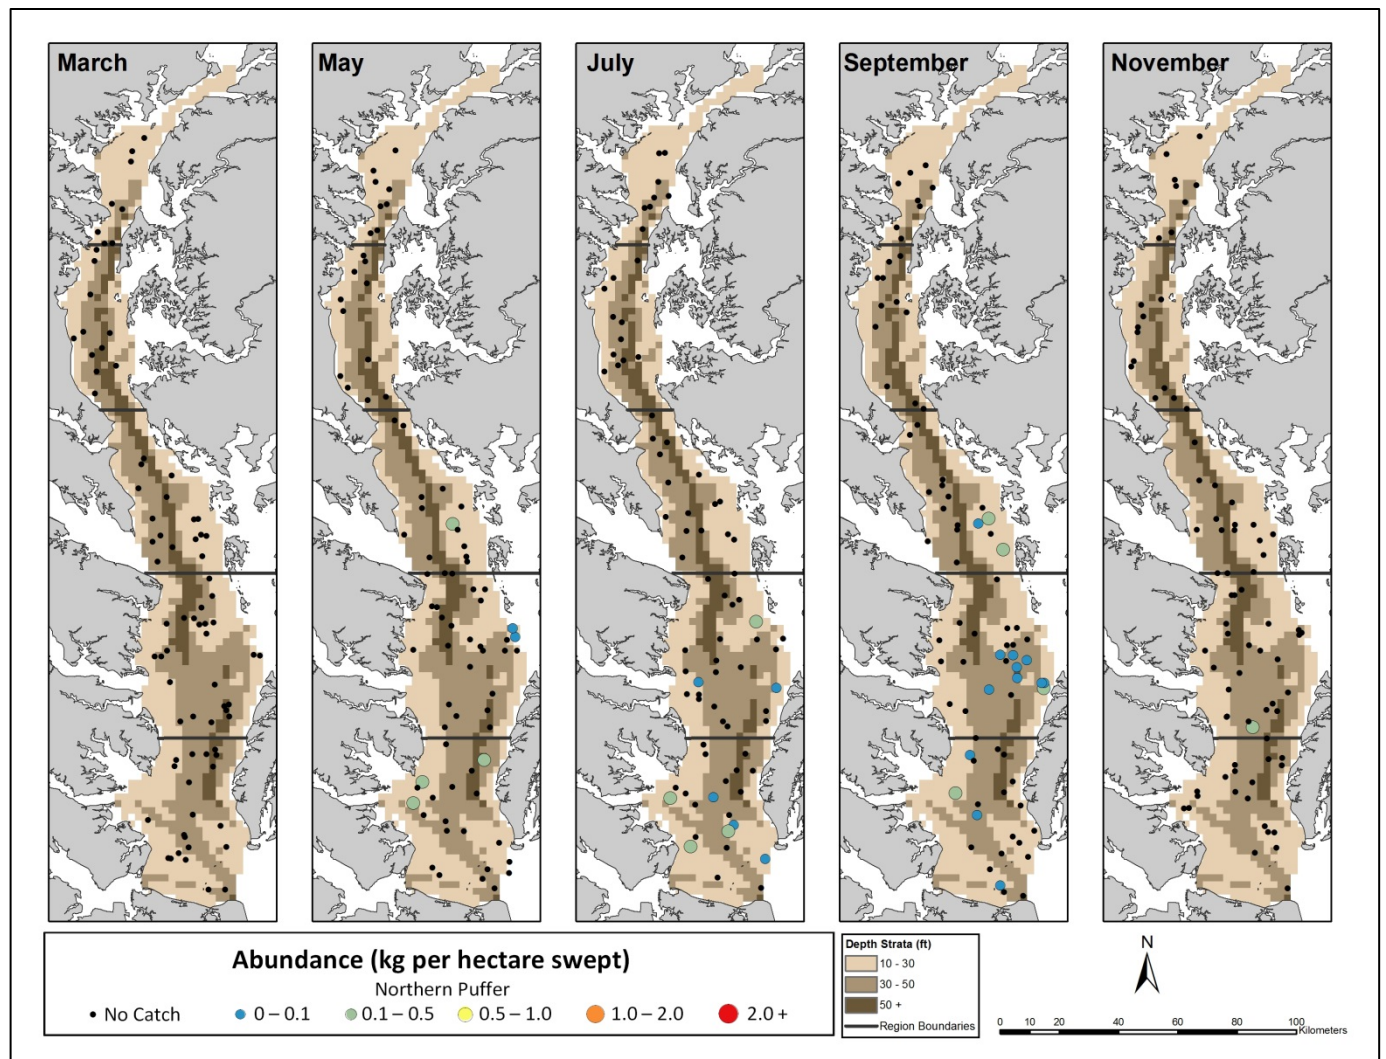 March
May
July
September
November
Abundance (kg per hectare swept)
Northern Puffer
No Catch
0 – 0.1
0.1 – 0.5
0.5 – 1.0
1.0 – 2.0
2.0 +
Depth Strata (ft)
10 - 30
30 - 50
50 +
Region Boundaries
N
0 10 20 40 60 80 100
Kilometers